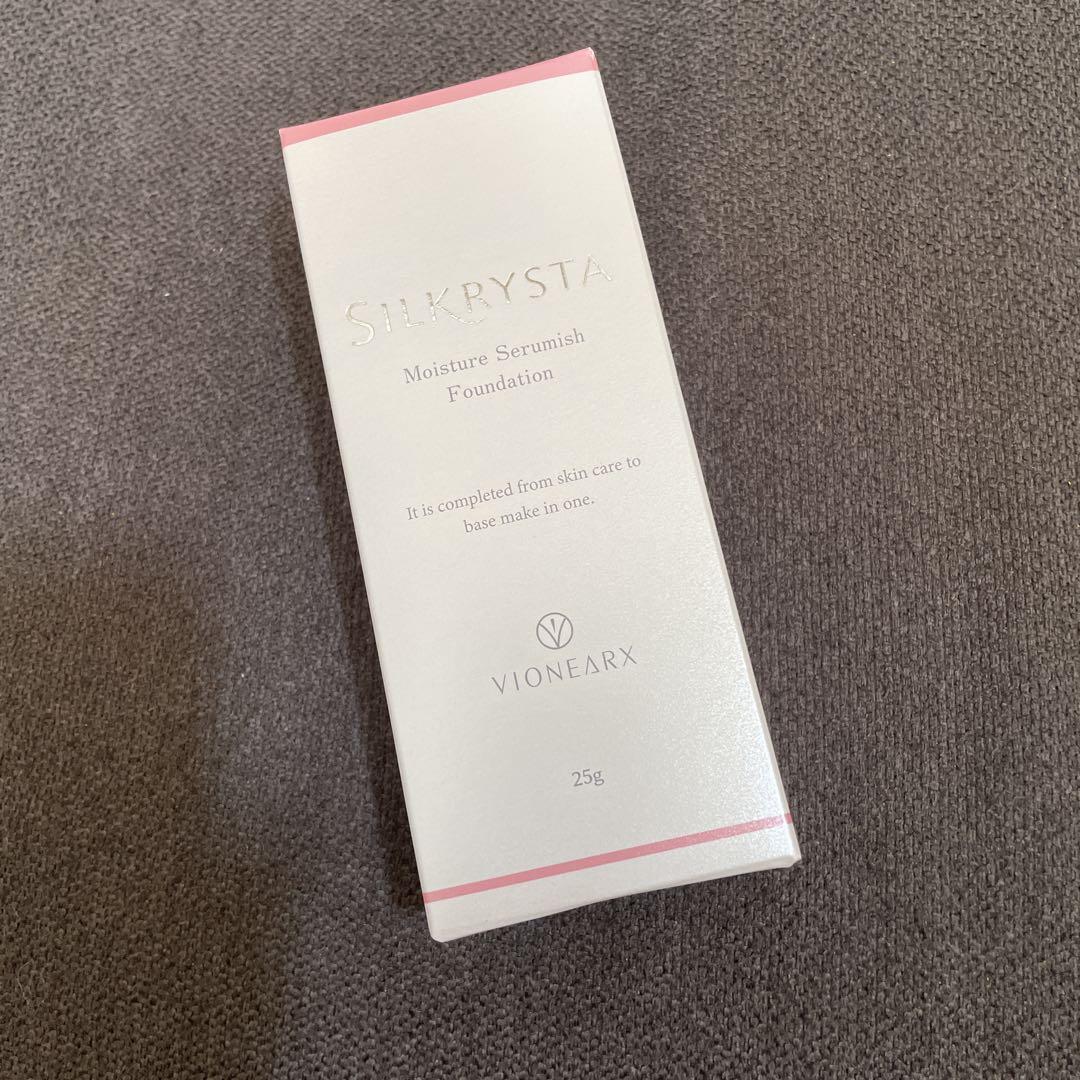 SILKRYSTA
Moisture Serumish
Foundation
It is completed from skin care to
base make in one.
VIONEARX
25g